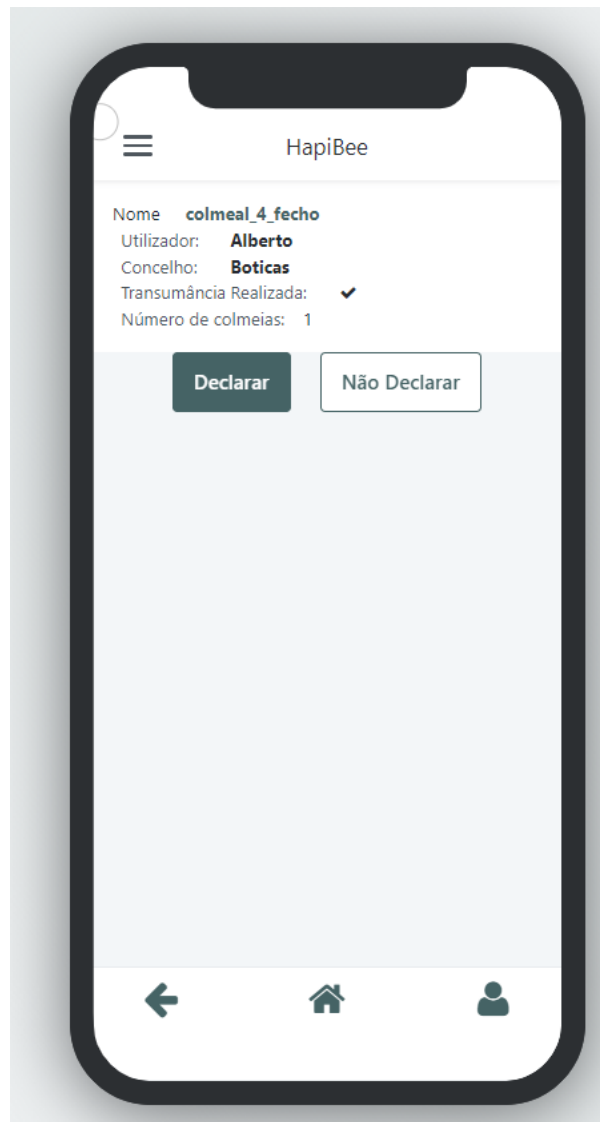 HapiBee
Nome colmeal_4_fecho
Utilizador: Alberto
Concelho: Boticas
Transumância Realizada: ✔
Número de colmeias: 1
Declarar Não Declarar